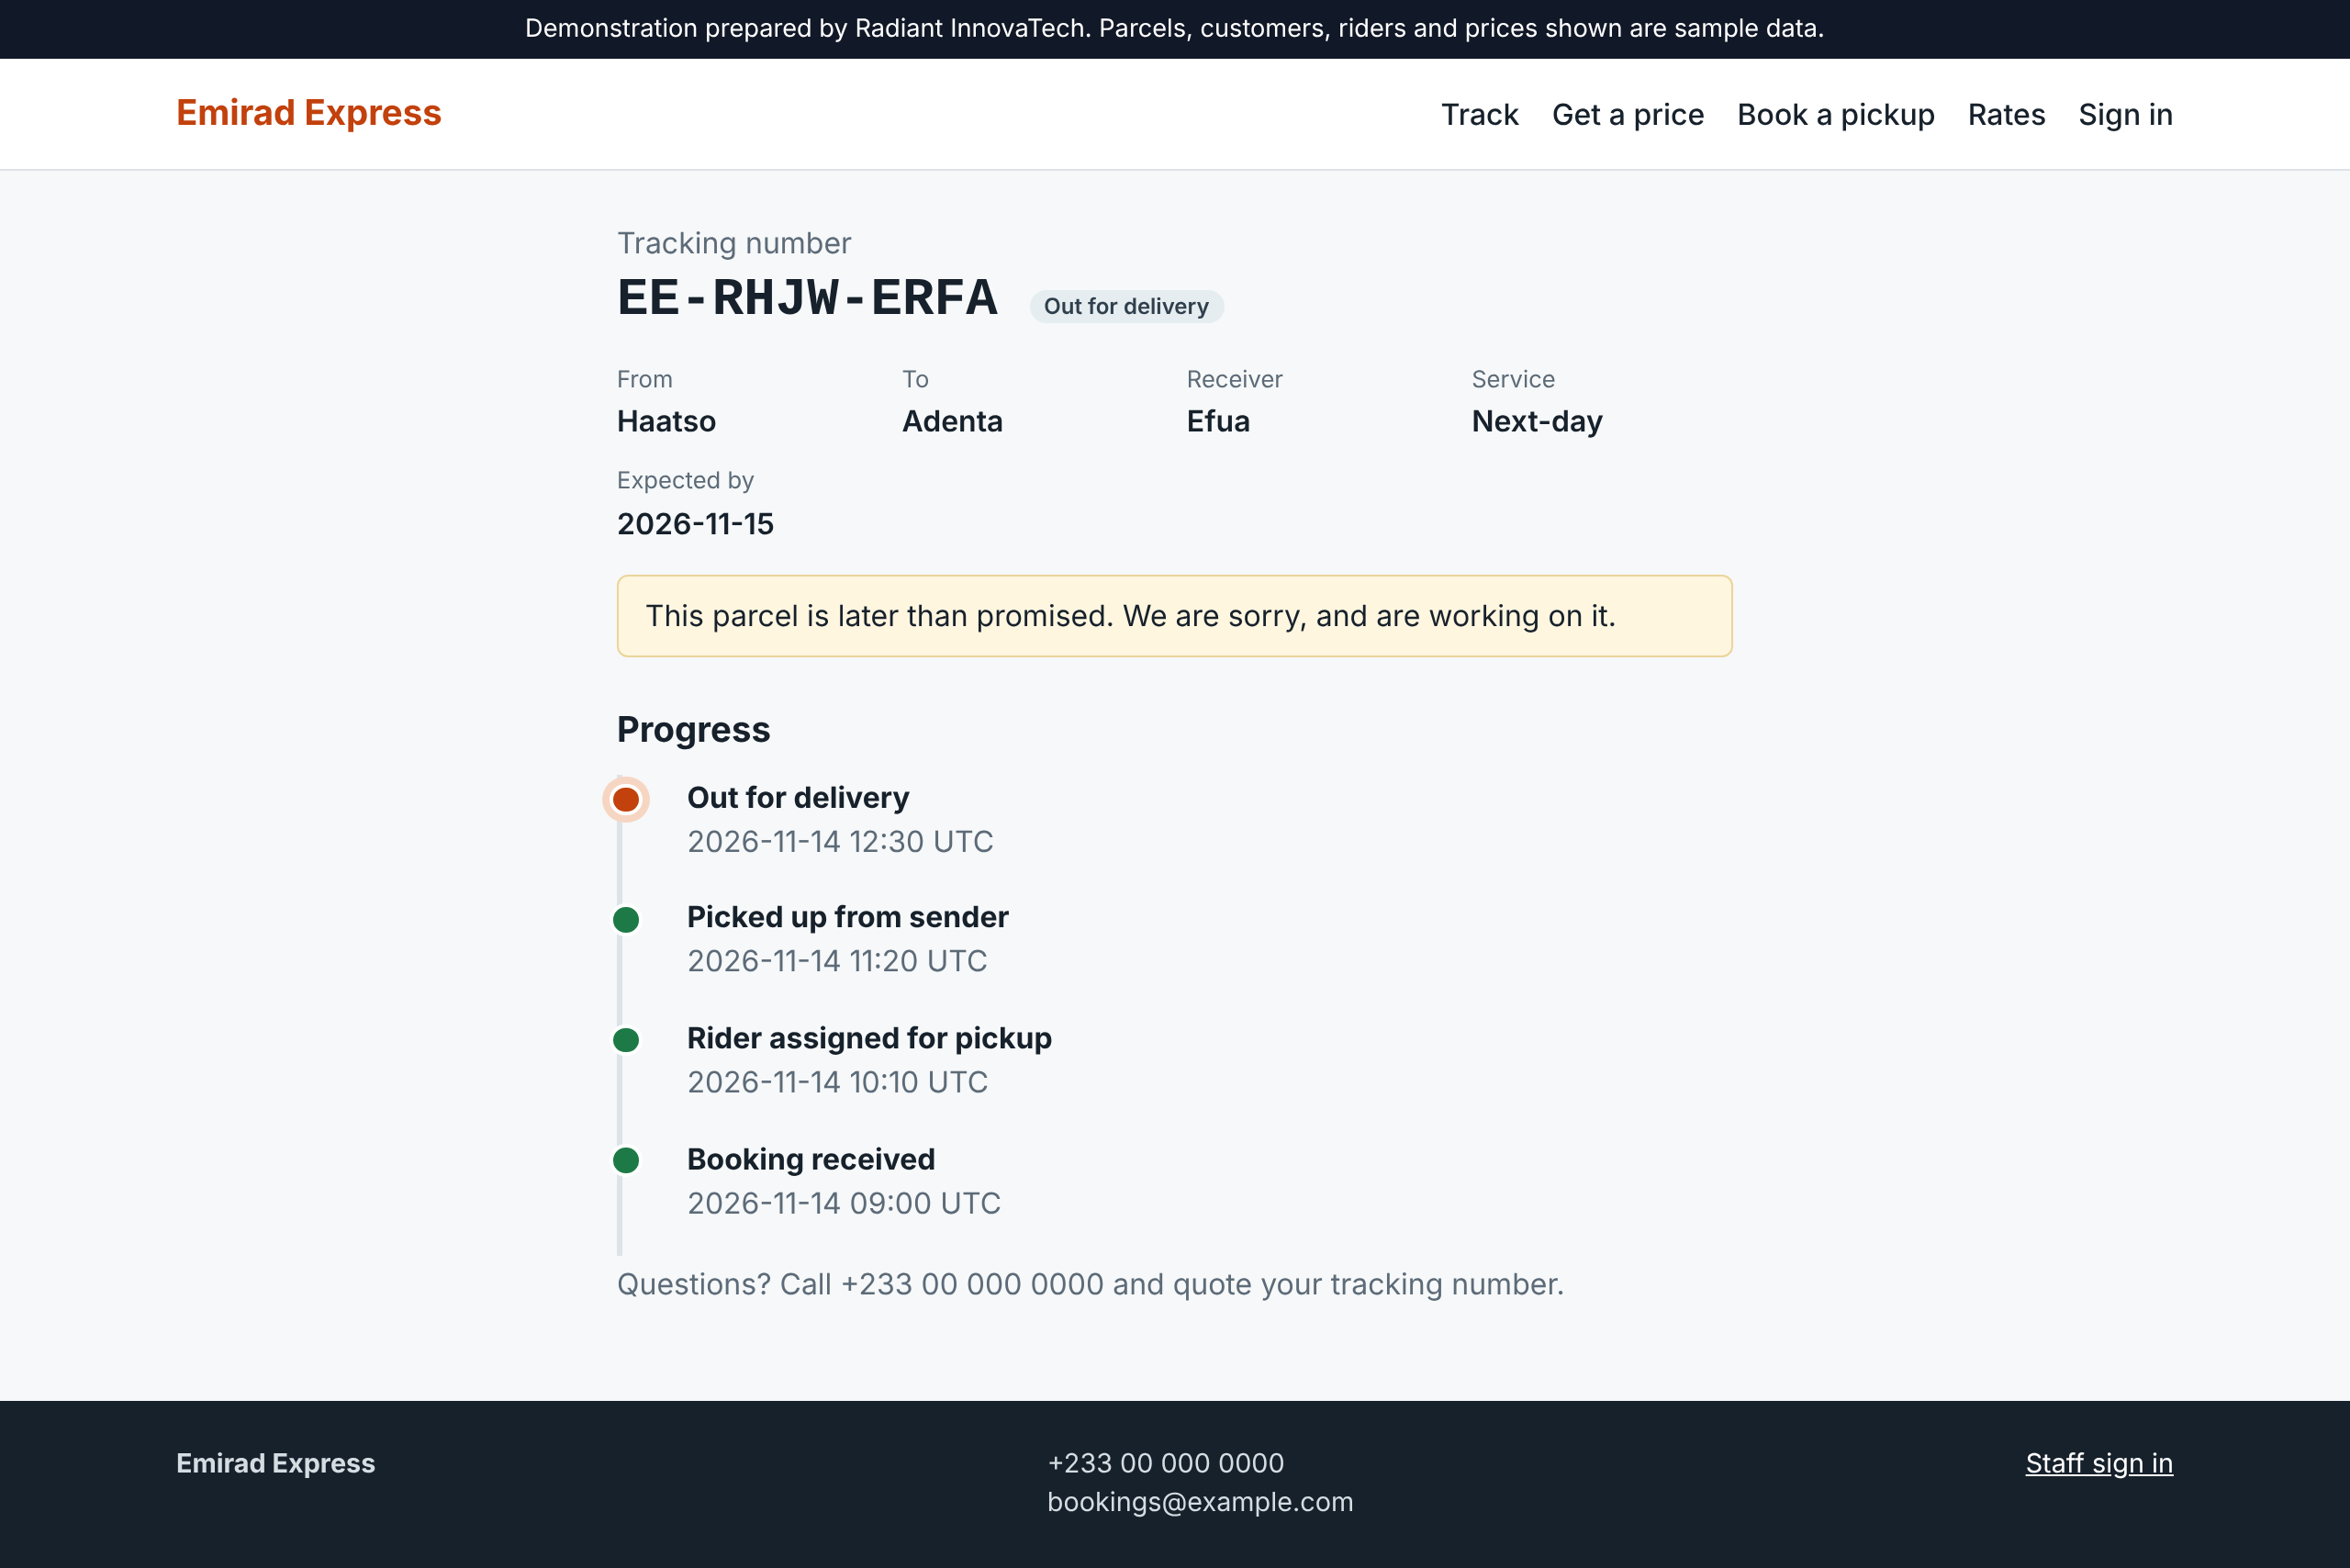 Demonstration prepared by Radiant InnovaTech. Parcels, customers, riders and prices shown are sample data.
Emirad Express
Track Get a price Book a pickup Rates Sign in
Tracking number
EE-RHJW-ERFA Out for delivery
From To Receiver Service
Haatso Adenta Efua Next-day
Expected by
2026-11-15
This parcel is later than promised. We are sorry, and are working on it.
Progress
Out for delivery
2026-11-14 12:30 UTC
Picked up from sender
2026-11-14 11:20 UTC
Rider assigned for pickup
2026-11-14 10:10 UTC
Booking received
2026-11-14 09:00 UTC
Questions? Call +233 00 000 0000 and quote your tracking number.
Emirad Express
+233 00 000 0000
bookings@example.com
Staff sign in